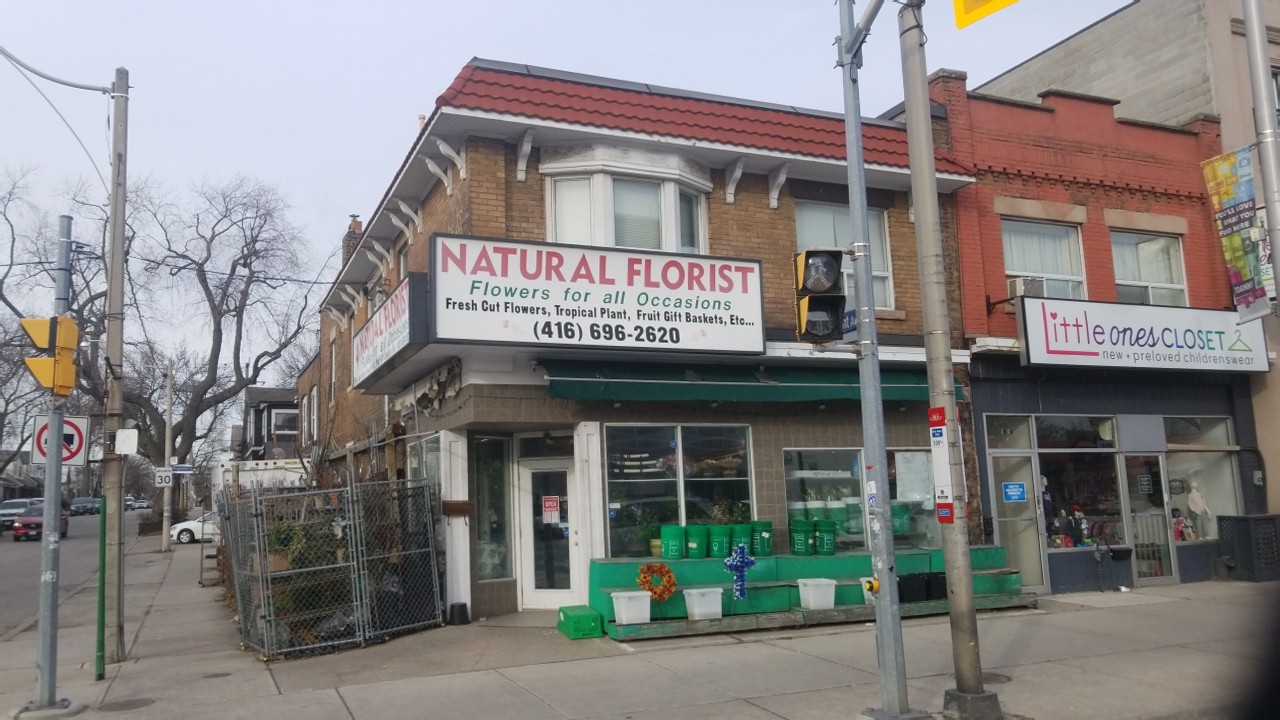 NATURAL FLORIST
Flowers for all Occasions
Fresh Cut Flowers, Tropical Plant, Fruit Gift Baskets, Etc...
(416) 696-2620
NATURAL FLORIST
Little ones CLOSET
new + preloved childrenswear
30
OPEN